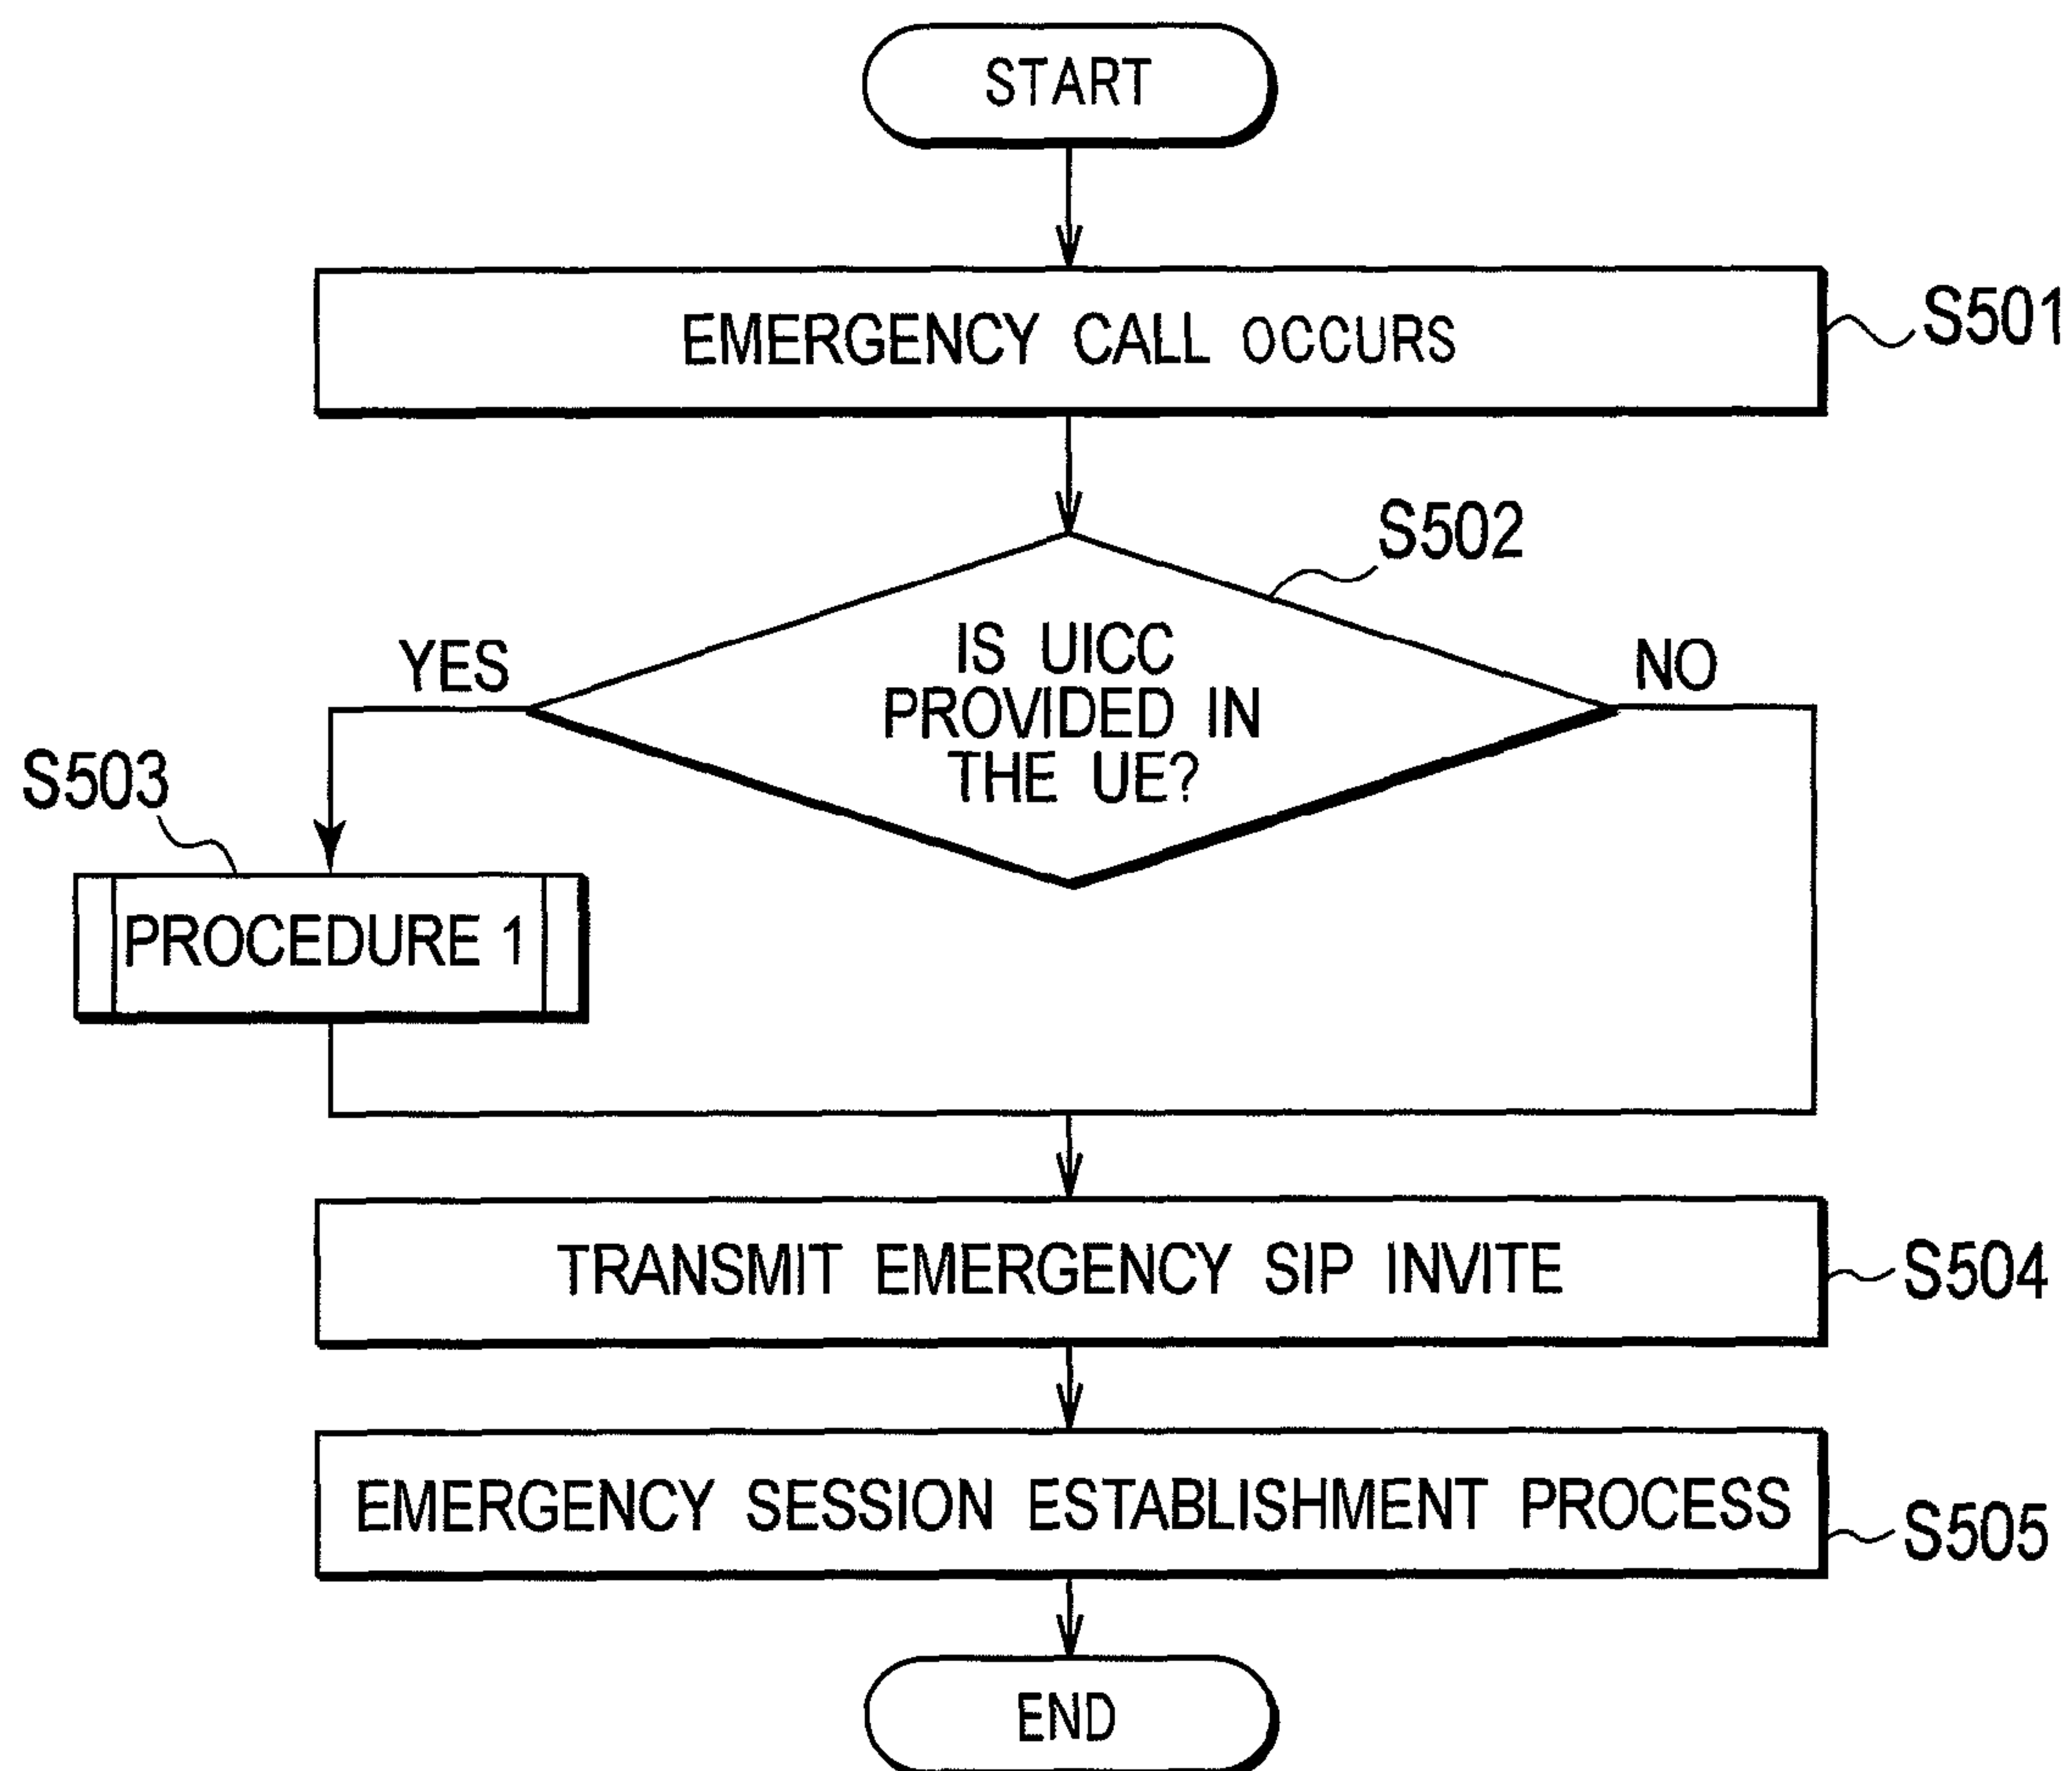 START
EMERGENCY CALL OCCURS
S501
S502
IS UICC
PROVIDED IN
THE UE?
YES
NO
S503
PROCEDURE 1
TRANSMIT EMERGENCY SIP INVITE
S504
EMERGENCY SESSION ESTABLISHMENT PROCESS
S505
END